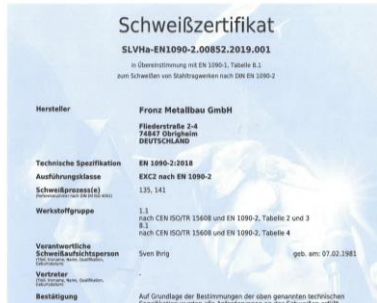 Schweißzertifikat
SLVHa-EN1090-2.00852.2019.001
in Übereinstimmung mit EN 1090-1, Tabelle B.1
zum Schweißen von Stahltragwerken nach DIN EN 1090-2
Hersteller Fronz Metallbau GmbH
Fliederstraße 2-4
74847 Obrigheim
DEUTSCHLAND
Technische Spezifikation EN 1090-2:2018
Ausführungsklasse EXC2 nach EN 1090-2
Schweißprozess(e) 135, 141
Werkstoffgruppe 1.1
nach CEN ISO/TR 15608 und EN 1090-2, Tabelle 2 und 3
8.1
nach CEN ISO/TR 15608 und EN 1090-2, Tabelle 4
Verantwortliche
Schweißaufsichtsperson Sven Ihrig geb. am: 07.02.1981
Vertreter -
Bestätigung Auf Grundlage der Bestimmungen der oben genannten technischen